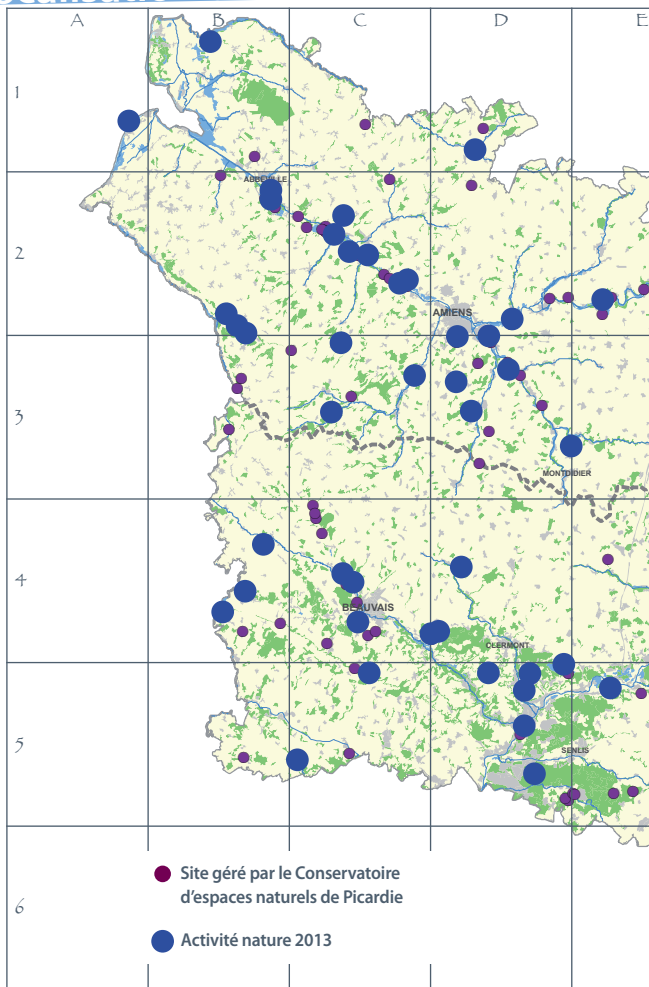 A B C D E
1
ABBEVILLE
2
AMIENS
3
MONTDIDIER
4
BEAUVAIS
CLERMONT
5
SENLIS
Site géré par le Conservatoire
d'espaces naturels de Picardie
6
Activité nature 2013